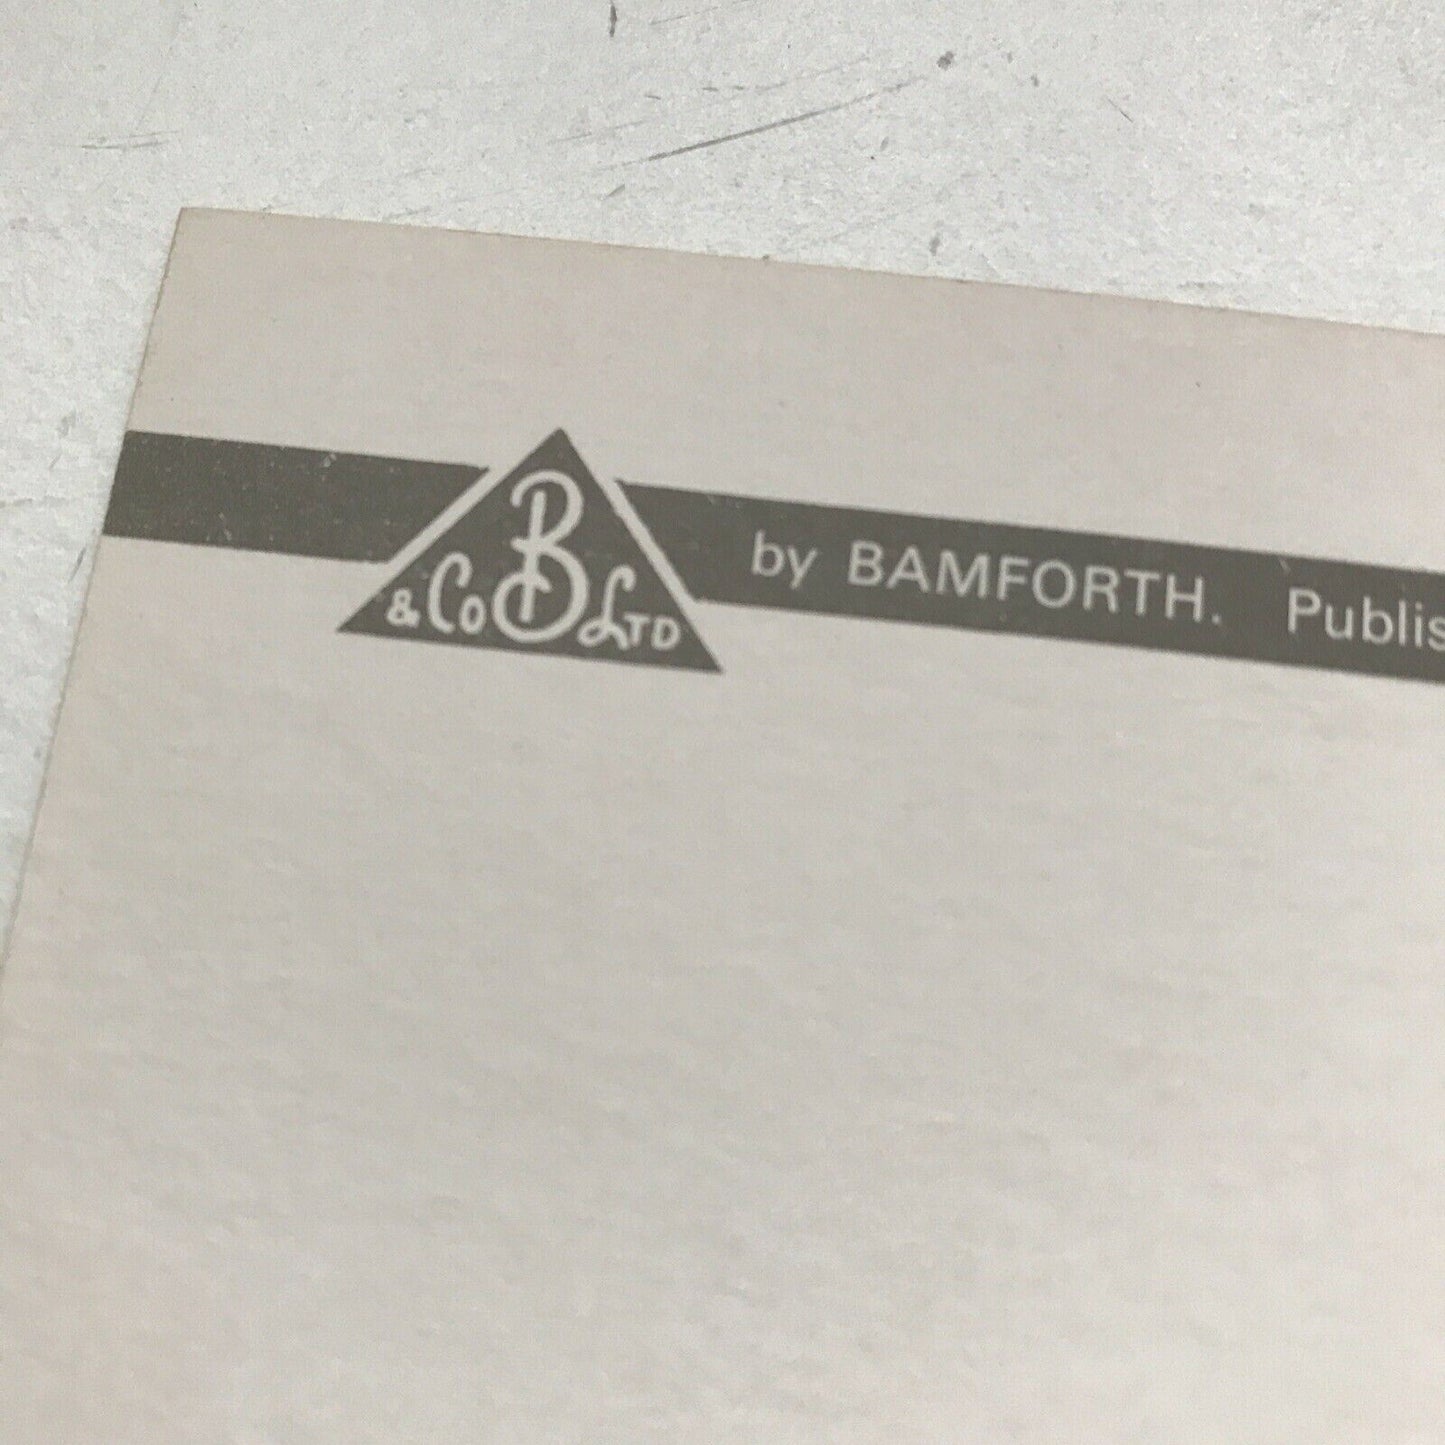 B
& Co LTD
by BAMFORTH. Publis